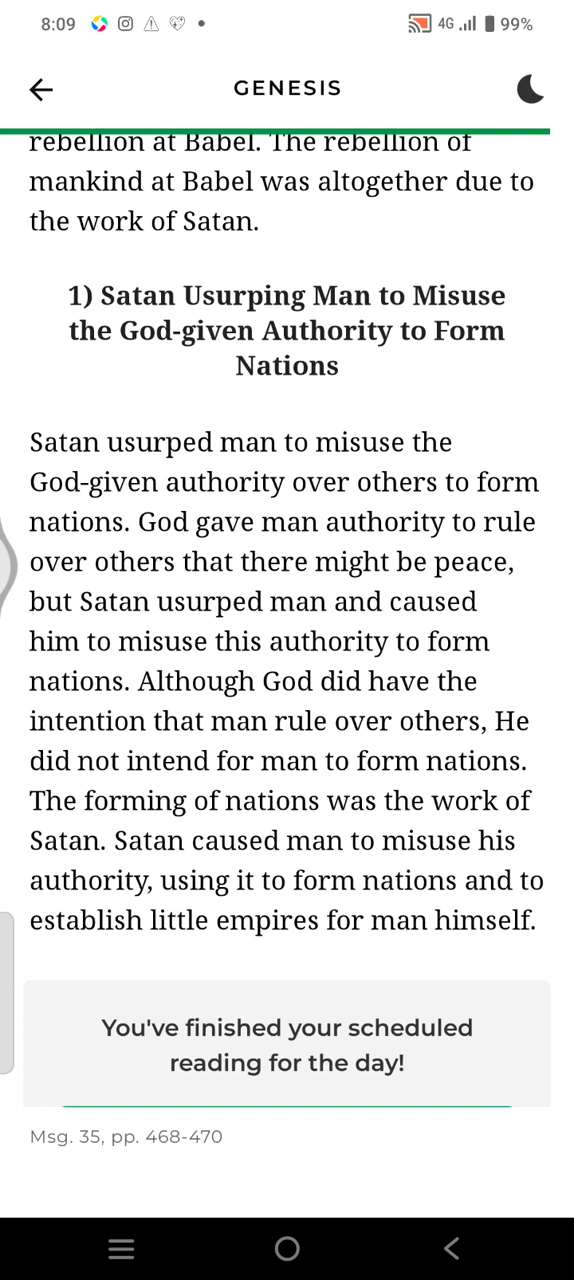 8:09
4G
99%
GENESIS
rebellion at Babel. The rebellion of
mankind at Babel was altogether due to
the work of Satan.
1) Satan Usurping Man to Misuse
the God-given Authority to Form
Nations
Satan usurped man to misuse the
God-given authority over others to form
nations. God gave man authority to rule
over others that there might be peace,
but Satan usurped man and caused
him to misuse this authority to form
nations. Although God did have the
intention that man rule over others, He
did not intend for man to form nations.
The forming of nations was the work of
Satan. Satan caused man to misuse his
authority, using it to form nations and to
establish little empires for man himself.
You've finished your scheduled
reading for the day!
Msg. 35, pp. 468-470